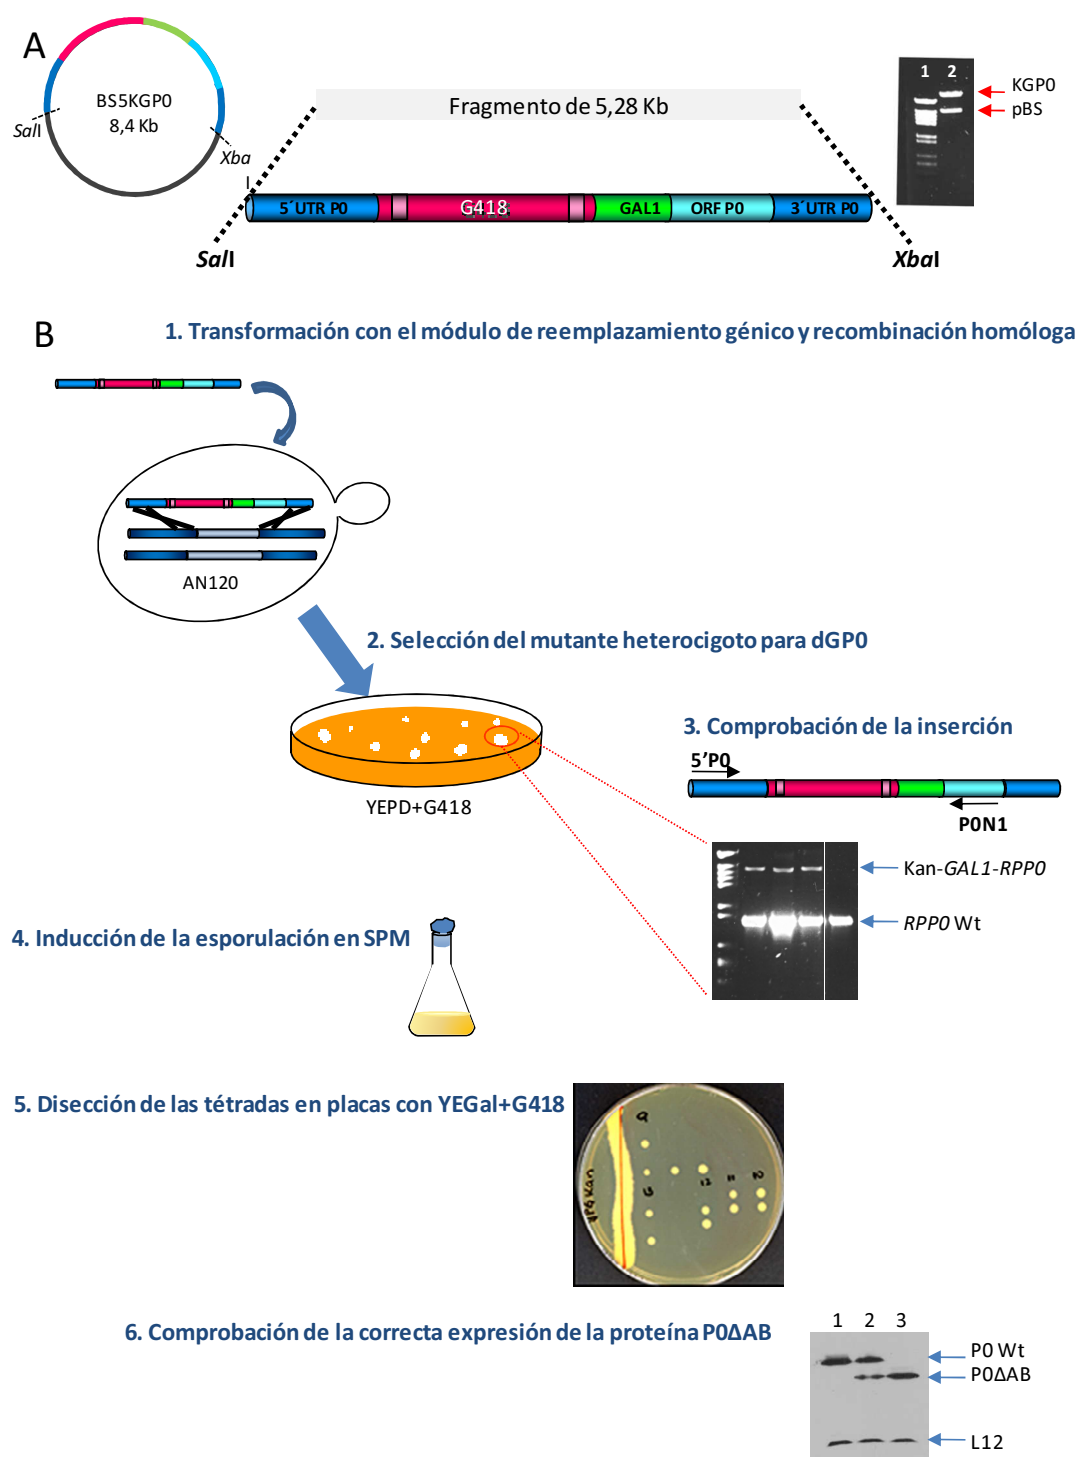 A
BS5KGP0
8,4 Kb
SalI
Xba
I
Fragmento de 5,28 Kb
1 2
KGP0
pBS
5´UTR P0
G418
GAL1
ORF P0
3´UTR P0
SalI
XbaI
B
1. Transformación con el módulo de reemplazamiento génico y recombinación homóloga
AN120
2. Selección del mutante heterocigoto para dGP0
YEPD+G418
3. Comprobación de la inserción
5’P0
P0N1
Kan-GAL1-RPP0
RPP0 Wt
4. Inducción de la esporulación en SPM
5. Disección de las tétradas en placas con YEGal+G418
9
12
11
10
6. Comprobación de la correcta expresión de la proteína P0ΔAB
1 2 3
P0 Wt
P0ΔAB
L12